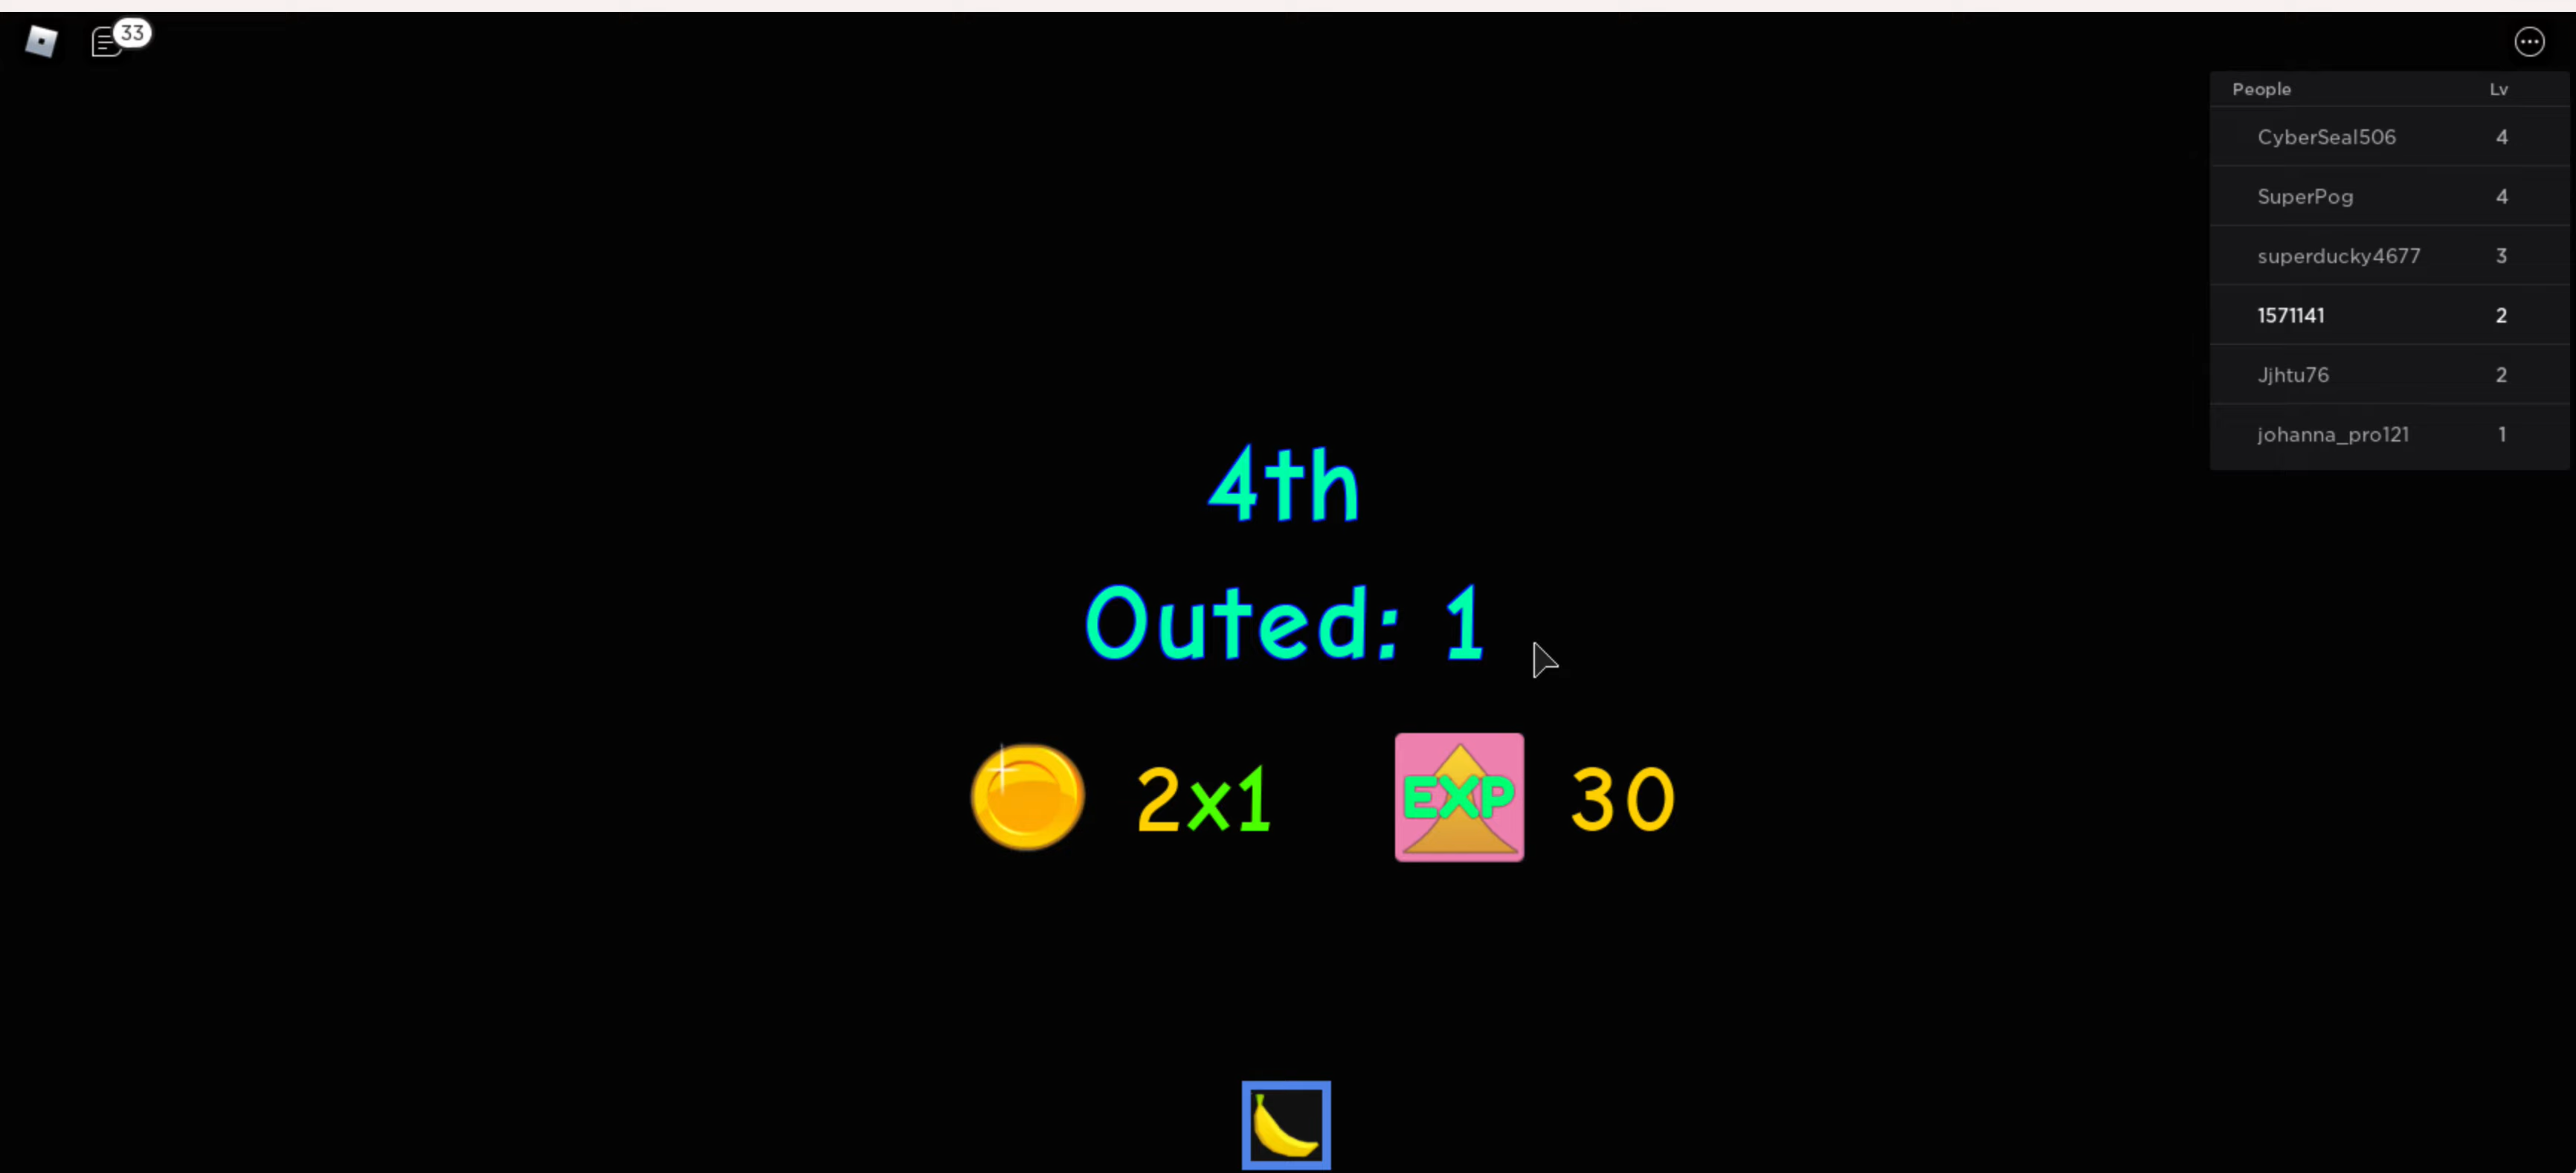 33
People Lv
CyberSeal506 4
SuperPog 4
superducky4677 3
1571141 2
Jjhtu76 2
johanna_pro121 1
4th
Outed: 1
2x1 EXP 30